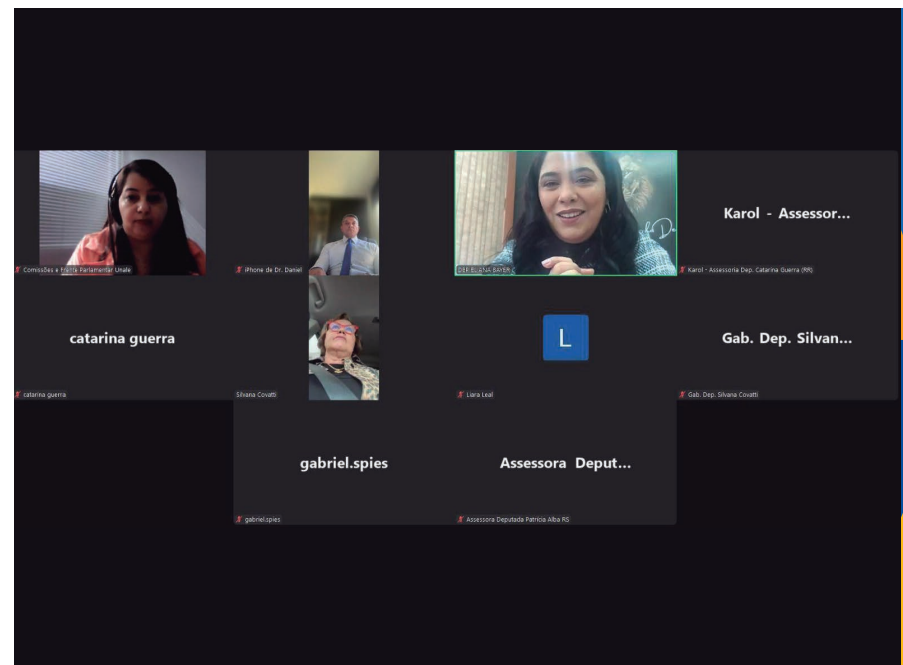 Comissões e Frente Parlamentar Unale
iPhone de Dr. Daniel
Karol - Assessor...
Karol - Assessoria Dep. Catarina Guerra (RR)
catarina guerra
catarina guerra
Silvana Covatti
L
Liara Leal
Gab. Dep. Silvan...
Gab. Dep. Silvana Covatti
gabriel.spies
gabriel.spies
Assessora Deput...
Assessora Deputada Patrícia Alba RS